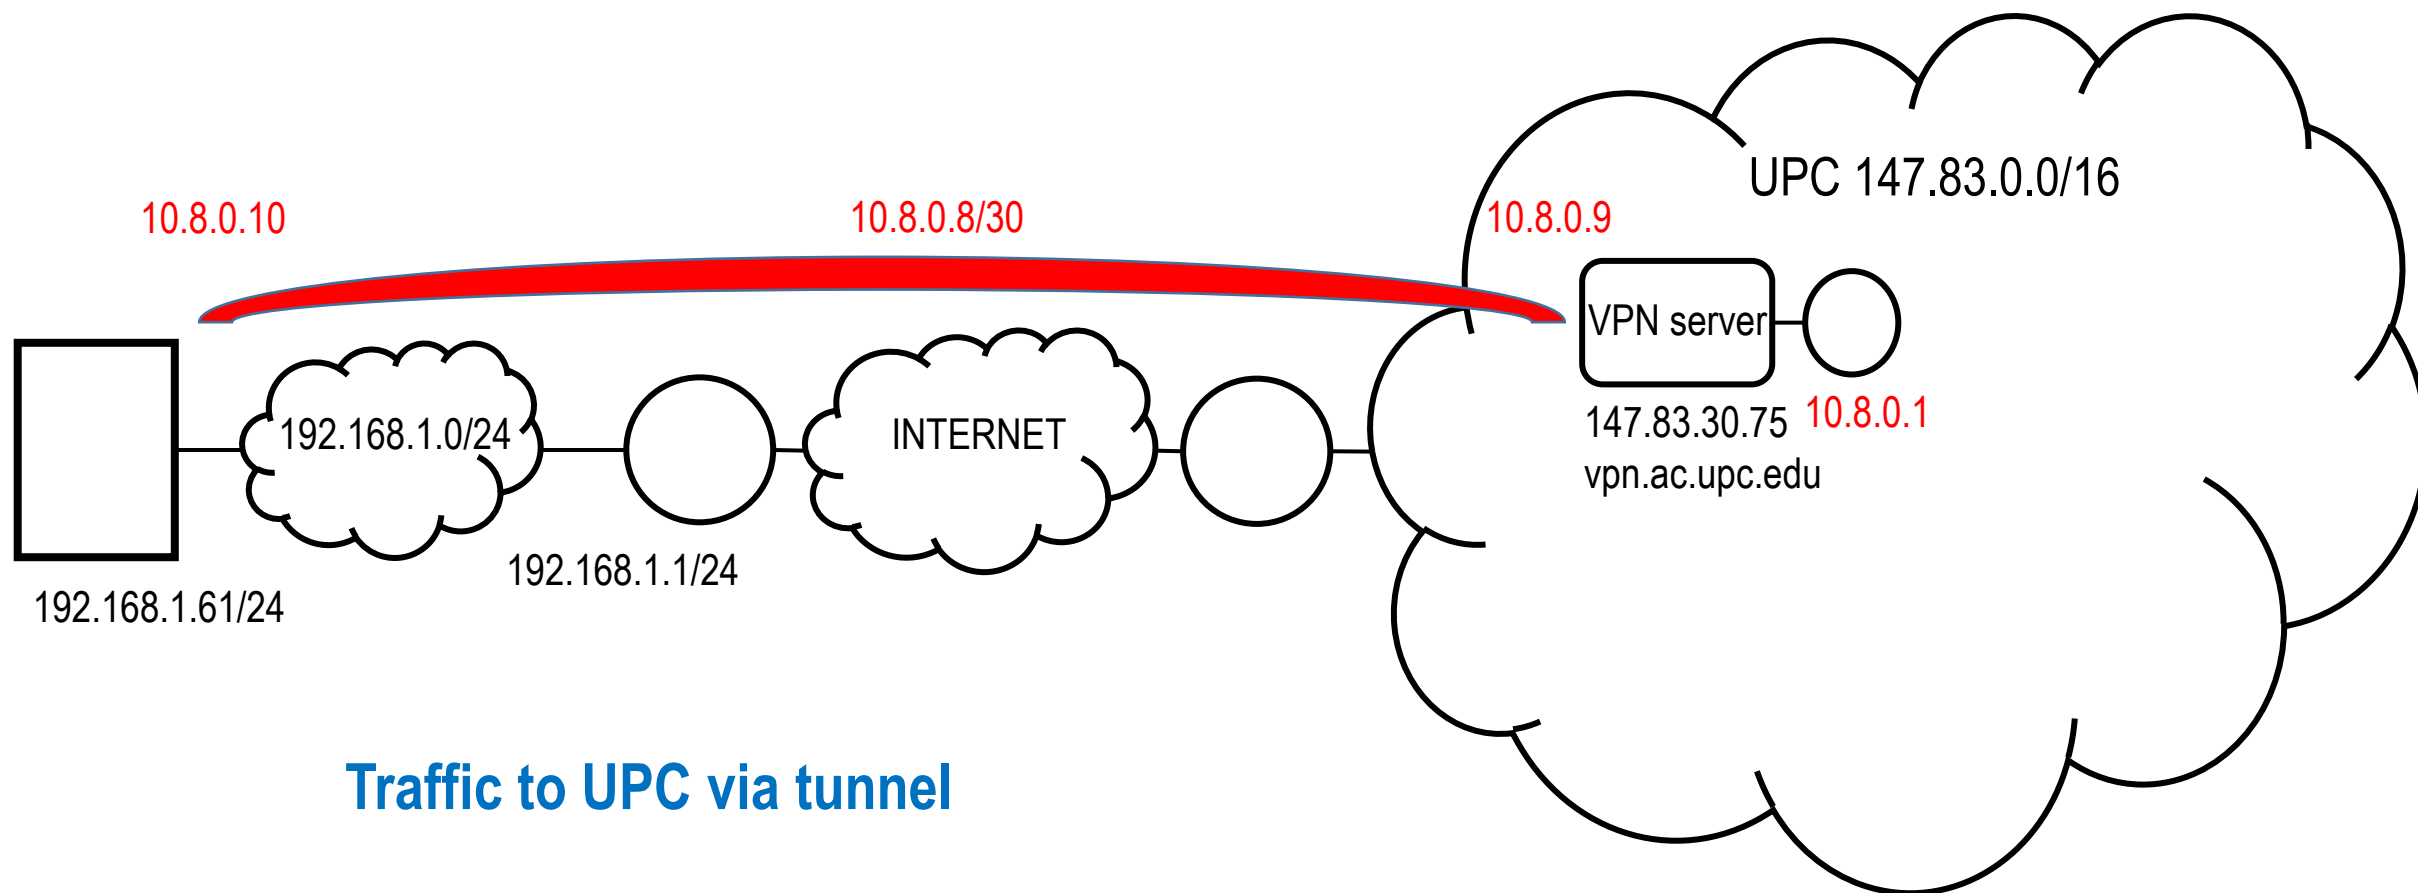 UPC 147.83.0.0/16
10.8.0.10
10.8.0.8/30
10.8.0.9
VPN server
147.83.30.75
10.8.0.1
vpn.ac.upc.edu
192.168.1.0/24
INTERNET
192.168.1.1/24
192.168.1.61/24
Traffic to UPC via tunnel